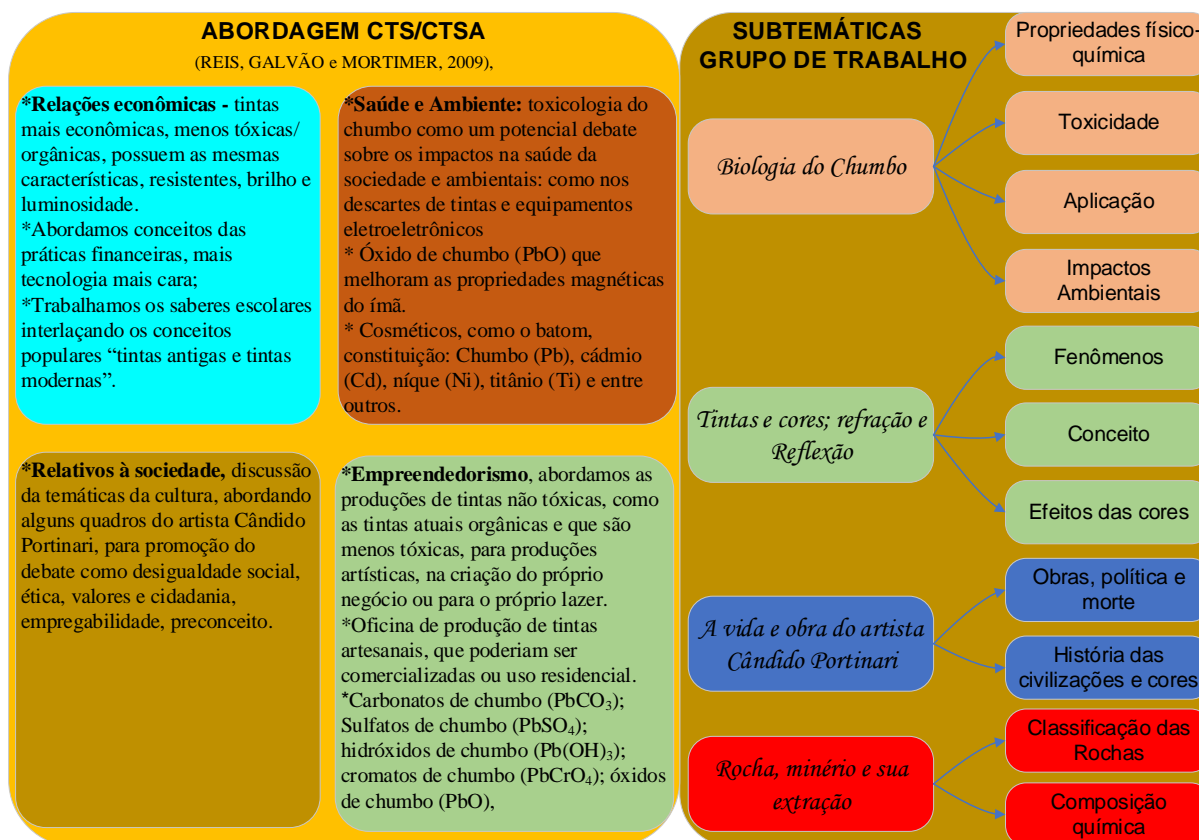 ABORDAGEM CTS/CTSA
(REIS, GALVÃO e MORTIMER, 2009),
*Relações econômicas - tintas
mais econômicas, menos tóxicas/
orgânicas, possuem as mesmas
características, resistentes, brilho e
luminosidade.
*Abordamos conceitos das
práticas financeiras, mais
tecnologia mais cara;
*Trabalhamos os saberes escolares
interlaçando os conceitos
populares “tintas antigas e tintas
modernas”.
*Saúde e Ambiente: toxicologia do
chumbo como um potencial debate
sobre os impactos na saúde da
sociedade e ambientais: como nos
descartes de tintas e equipamentos
eletroeletrônicos
* Óxido de chumbo (PbO) que
melhoram as propriedades magnéticas
do ímã.
* Cosméticos, como o batom,
constituição: Chumbo (Pb), cádmio
(Cd), níque (Ni), titânio (Ti) e entre
outros.
*Relativos à sociedade, discussão
da temáticas da cultura, abordando
alguns quadros do artista Cândido
Portinari, para promoção do
debate como desigualdade social,
ética, valores e cidadania,
empregabilidade, preconceito.
*Empreendedorismo, abordamos as
produções de tintas não tóxicas, como
as tintas atuais orgânicas e que são
menos tóxicas, para produções
artísticas, na criação do próprio
negócio ou para o próprio lazer.
*Oficina de produção de tintas
artesanais, que poderiam ser
comercializadas ou uso residencial.
*Carbonatos de chumbo (PbCO₃);
Sulfatos de chumbo (PbSO₄);
hidróxidos de chumbo (Pb(OH)₃);
cromatos de chumbo (PbCrO₄); óxidos
de chumbo (PbO),
SUBTEMÁTICAS
GRUPO DE TRABALHO
Biologia do Chumbo
Propriedades físico-
química
Toxicidade
Aplicação
Impactos
Ambientais
Tintas e cores; refração e
Reflexão
Fenômenos
Conceito
Efeitos das cores
A vida e obra do artista
Cândido Portinari
Obras, política e
morte
História das
civilizações e cores
Rocha, minério e sua
extração
Classificação das
Rochas
Composição
química